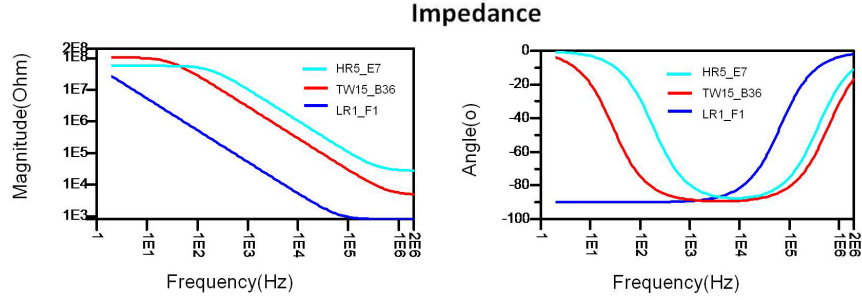 Impedance
Magnitude(Ohm)
2E8
1E8
1E7
1E6
1E5
1E4
1E3
HR5_E7
TW15_B36
LR1_F1
1
1E1
1E2
1E3
1E4
1E5
1E6
2E6
Frequency(Hz)
Angle(o)
0
-20
-40
-60
-80
-100
HR5_E7
TW15_B36
LR1_F1
1
1E1
1E2
1E3
1E4
1E5
1E6
2E6
Frequency(Hz)